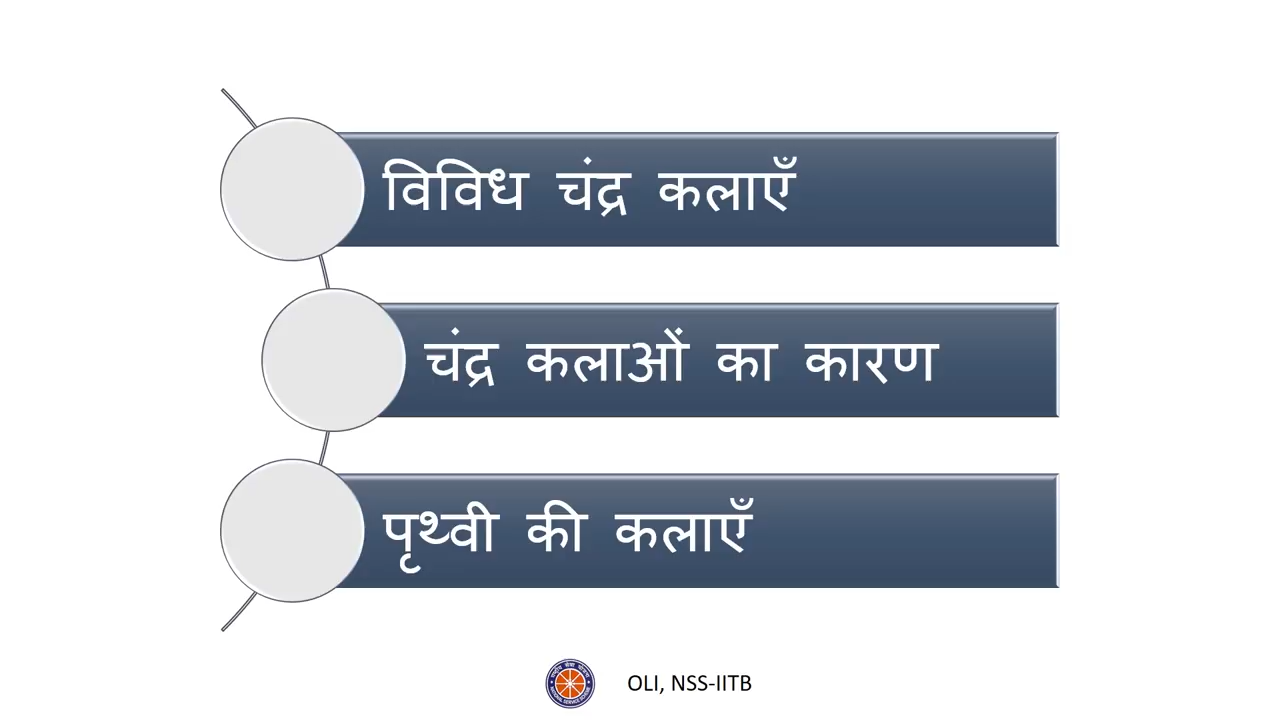 विविध चंद्र कलाएँ
चंद्र कलाओं का कारण
पृथ्वी की कलाएँ
OLI, NSS-IITB